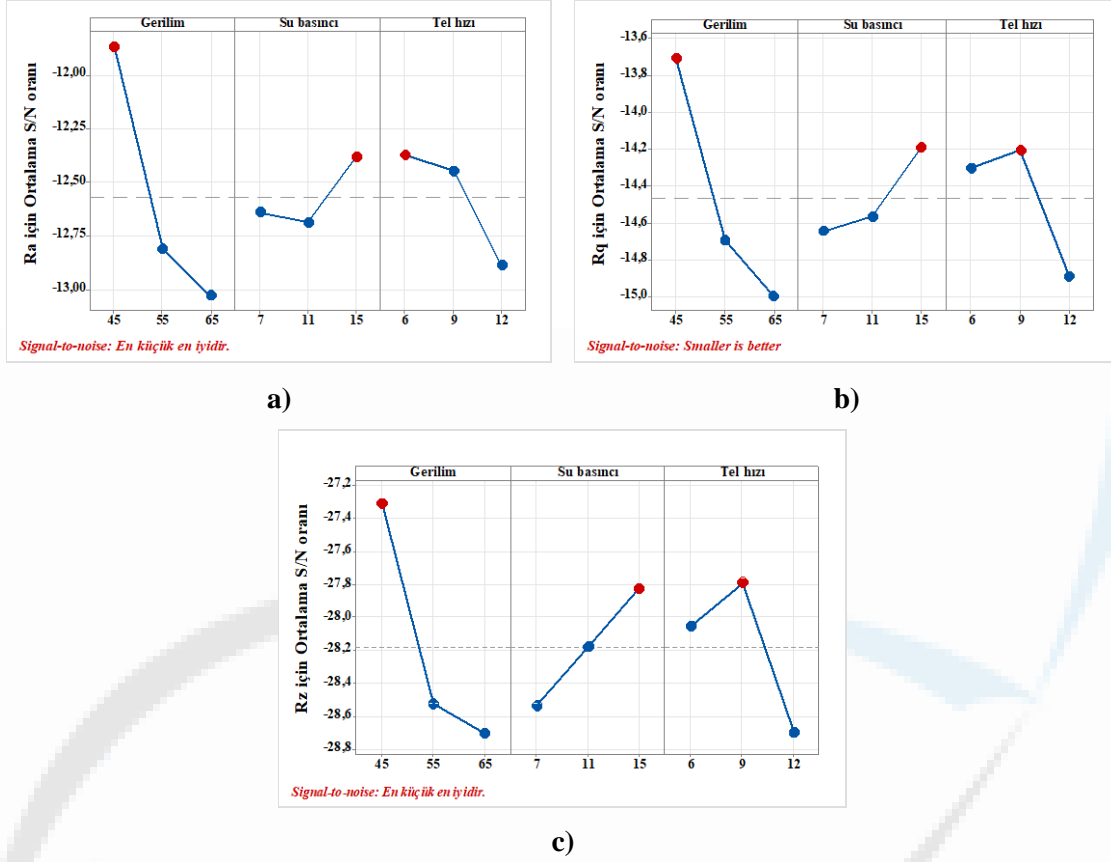 Gerilim Su basıncı Tel hızı
Ra için Ortalama S/N oranı
-12,00
-12,25
-12,50
-12,75
-13,00
45 55 65 7 11 15 6 9 12
Signal-to-noise: En küçük en iyidir.
a)
Gerilim Su basıncı Tel hızı
Rq için Ortalama S/N oranı
-13,6
-13,8
-14,0
-14,2
-14,4
-14,6
-14,8
-15,0
45 55 65 7 11 15 6 9 12
Signal-to-noise: Smaller is better
b)
Gerilim Su basıncı Tel hızı
Rz için Ortalama S/N oranı
-27,2
-27,4
-27,6
-27,8
-28,0
-28,2
-28,4
-28,6
-28,8
45 55 65 7 11 15 6 9 12
Signal-to-noise: En küçük en iyidir.
c)